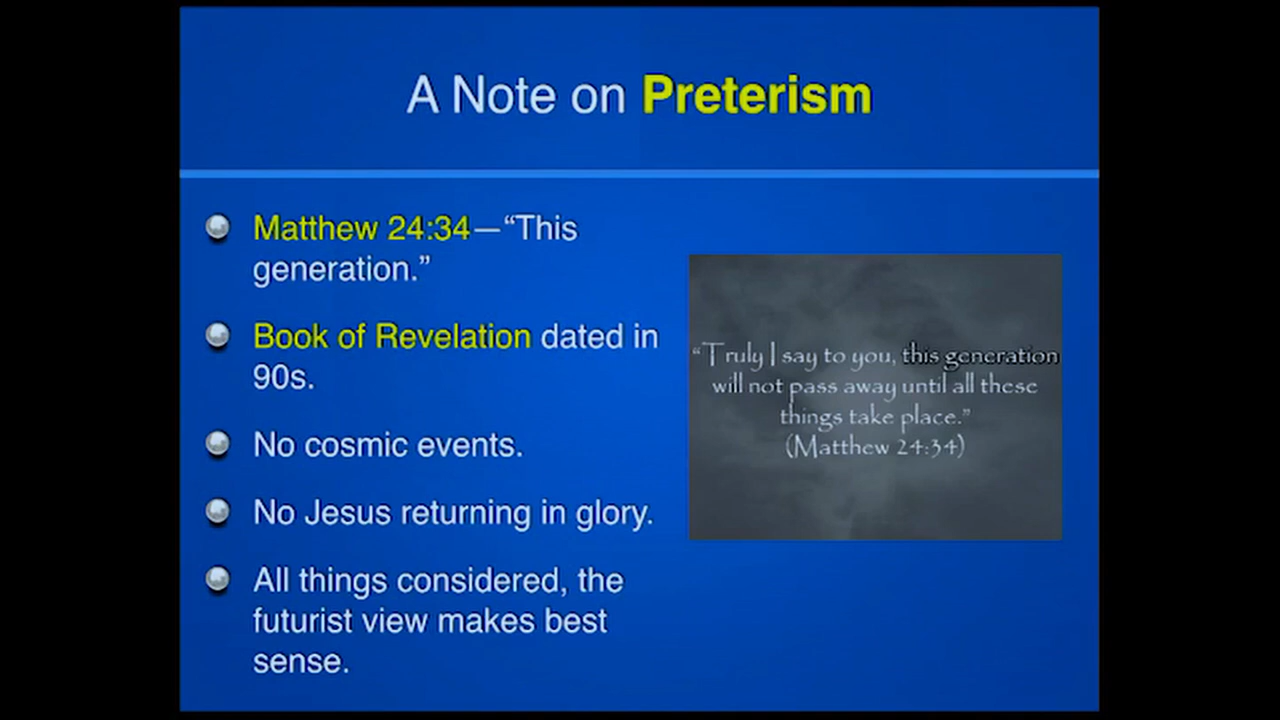 A Note on Preterism
Matthew 24:34—“This
generation.”
Book of Revelation dated in
90s.
No cosmic events.
No Jesus returning in glory.
All things considered, the
futurist view makes best
sense.
“Truly I say to you, this generation
will not pass away until all these
things take place.”
(Matthew 24:34)